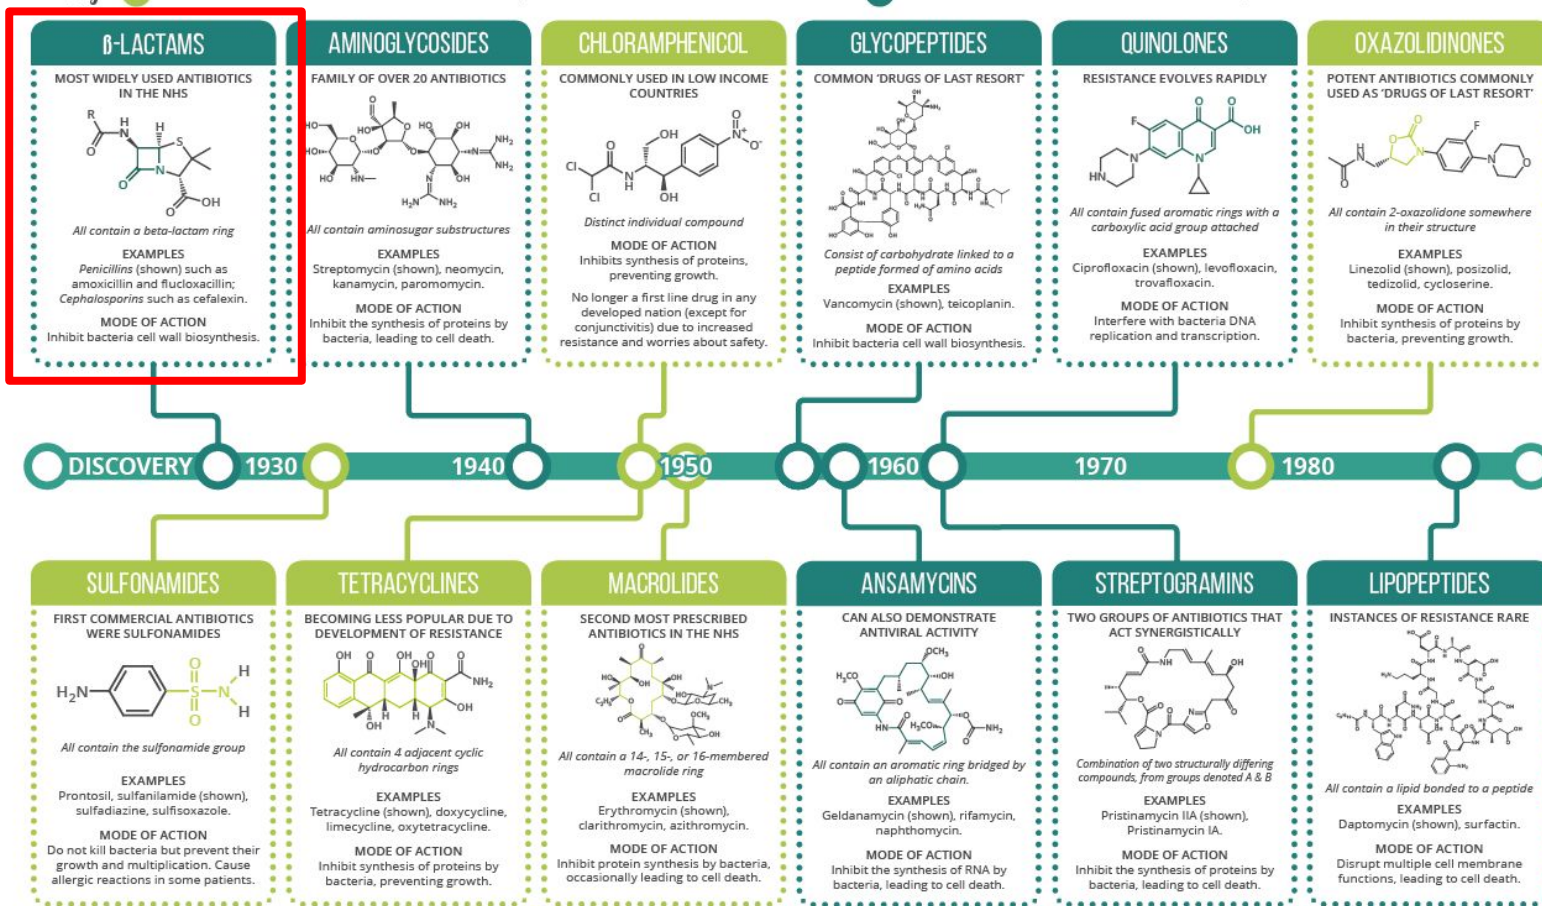 β-LACTAMS
MOST WIDELY USED ANTIBIOTICS
IN THE NHS
All contain a beta-lactam ring
EXAMPLES
Penicillins (shown) such as
amoxicillin and flucloxacillin;
Cephalosporins such as cefalexin.
MODE OF ACTION
Inhibit bacteria cell wall biosynthesis.
AMINOGLYCOSIDES
FAMILY OF OVER 20 ANTIBIOTICS
All contain aminosugar substructures
EXAMPLES
Streptomycin (shown), neomycin,
kanamycin, paromomycin.
MODE OF ACTION
Inhibit the synthesis of proteins by
bacteria, leading to cell death.
CHLORAMPHENICOL
COMMONLY USED IN LOW INCOME
COUNTRIES
Distinct individual compound
MODE OF ACTION
Inhibits synthesis of proteins,
preventing growth.
No longer a first line drug in any
developed nation (except for
conjunctivitis) due to increased
resistance and worries about safety.
GLYCOPEPTIDES
COMMON 'DRUGS OF LAST RESORT'
Consist of carbohydrate linked to a
peptide formed of amino acids
EXAMPLES
Vancomycin (shown), teicoplanin.
MODE OF ACTION
Inhibit bacteria cell wall biosynthesis.
QUINOLONES
RESISTANCE EVOLVES RAPIDLY
All contain fused aromatic rings with a
carboxylic acid group attached
EXAMPLES
Ciprofloxacin (shown), levofloxacin,
trovafloxacin.
MODE OF ACTION
Interfere with bacteria DNA
replication and transcription.
OXAZOLIDINONES
POTENT ANTIBIOTICS COMMONLY
USED AS 'DRUGS OF LAST RESORT'
All contain 2-oxazolidone somewhere
in their structure
EXAMPLES
Linezolid (shown), posizolid,
tedizolid, cycloserine.
MODE OF ACTION
Inhibit synthesis of proteins by
bacteria, preventing growth.
DISCOVERY 1930 1940 1950 1960 1970 1980
SULFONAMIDES
FIRST COMMERCIAL ANTIBIOTICS
WERE SULFONAMIDES
All contain the sulfonamide group
EXAMPLES
Prontosil, sulfanilamide (shown),
sulfadiazine, sulfisoxazole.
MODE OF ACTION
Do not kill bacteria but prevent their
growth and multiplication. Cause
allergic reactions in some patients.
TETRACYCLINES
BECOMING LESS POPULAR DUE TO
DEVELOPMENT OF RESISTANCE
All contain 4 adjacent cyclic
hydrocarbon rings
EXAMPLES
Tetracycline (shown), doxycycline,
limecycline, oxytetracycline.
MODE OF ACTION
Inhibit synthesis of proteins by
bacteria, preventing growth.
MACROLIDES
SECOND MOST PRESCRIBED
ANTIBIOTICS IN THE NHS
All contain a 14-, 15-, or 16-membered
macrolide ring
EXAMPLES
Erythromycin (shown),
clarithromycin, azithromycin.
MODE OF ACTION
Inhibit protein synthesis by bacteria,
occasionally leading to cell death.
ANSAMYCINS
CAN ALSO DEMONSTRATE
ANTIVIRAL ACTIVITY
All contain an aromatic ring bridged by
an aliphatic chain.
EXAMPLES
Geldanamycin (shown), rifamycin,
naphthomycin.
MODE OF ACTION
Inhibit the synthesis of RNA by
bacteria, leading to cell death.
STREPTOGRAMINS
TWO GROUPS OF ANTIBIOTICS THAT
ACT SYNERGISTICALLY
Combination of two structurally differing
compounds, from groups denoted A & B
EXAMPLES
Pristinamycin IIA (shown),
Pristinamycin IA.
MODE OF ACTION
Inhibit the synthesis of proteins by
bacteria, leading to cell death.
LIPOPEPTIDES
INSTANCES OF RESISTANCE RARE
All contain a lipid bonded to a peptide
EXAMPLES
Daptomycin (shown), surfactin.
MODE OF ACTION
Disrupt multiple cell membrane
functions, leading to cell death.